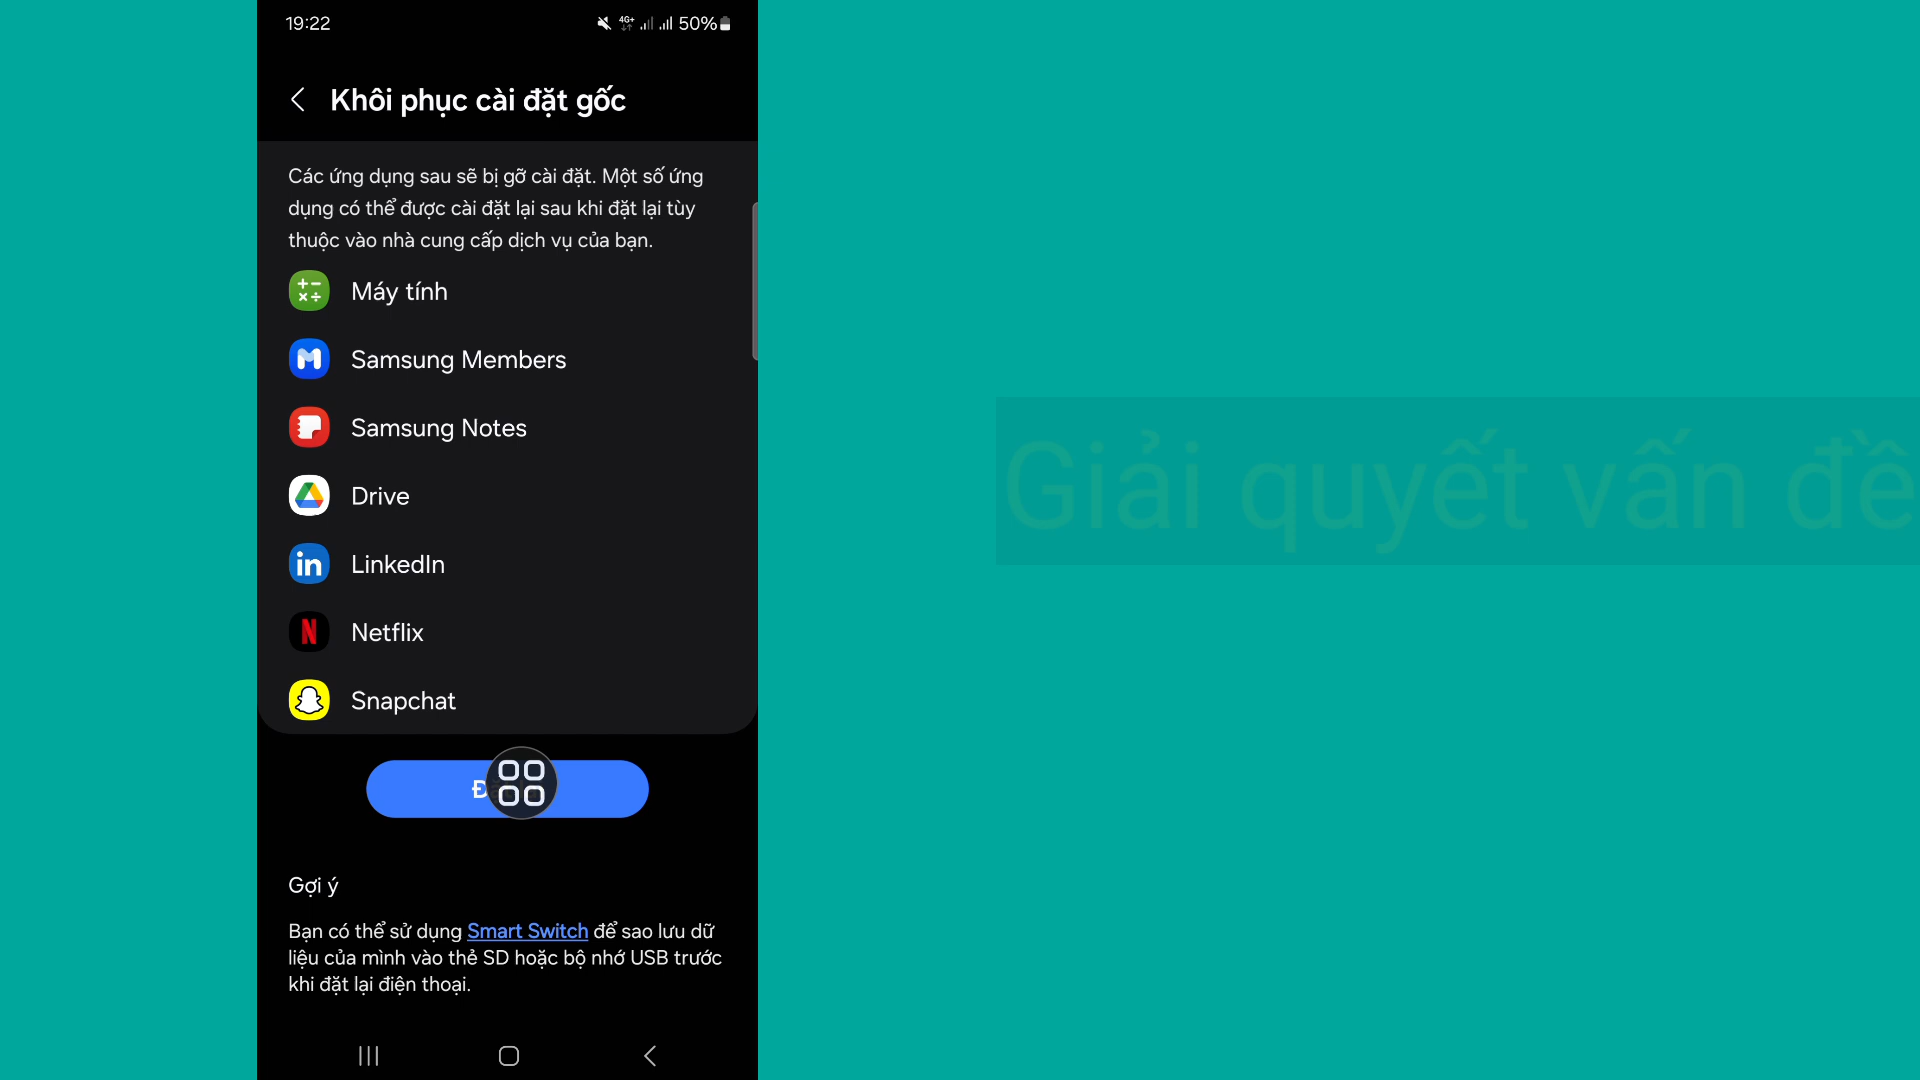 19:22
4G+
50%
Khôi phục cài đặt gốc
Các ứng dụng sau sẽ bị gỡ cài đặt. Một số ứng
dụng có thể được cài đặt lại sau khi đặt lại tùy
thuộc vào nhà cung cấp dịch vụ của bạn.
Máy tính
Samsung Members
Samsung Notes
Drive
LinkedIn
Netflix
Snapchat
Gợi ý
Bạn có thể sử dụng Smart Switch để sao lưu dữ
liệu của mình vào thẻ SD hoặc bộ nhớ USB trước
khi đặt lại điện thoại.
Giải quyết vấn đề